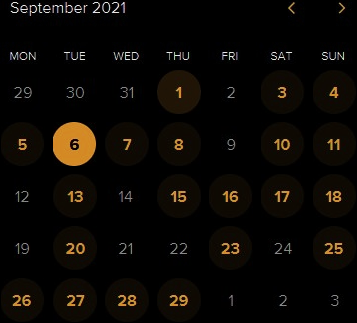 September 2021
MON TUE WED THU FRI SAT SUN
29 30 31 1 2 3 4
5 6 7 8 9 10 11
12 13 14 15 16 17 18
19 20 21 22 23 24 25
26 27 28 29 1 2 3